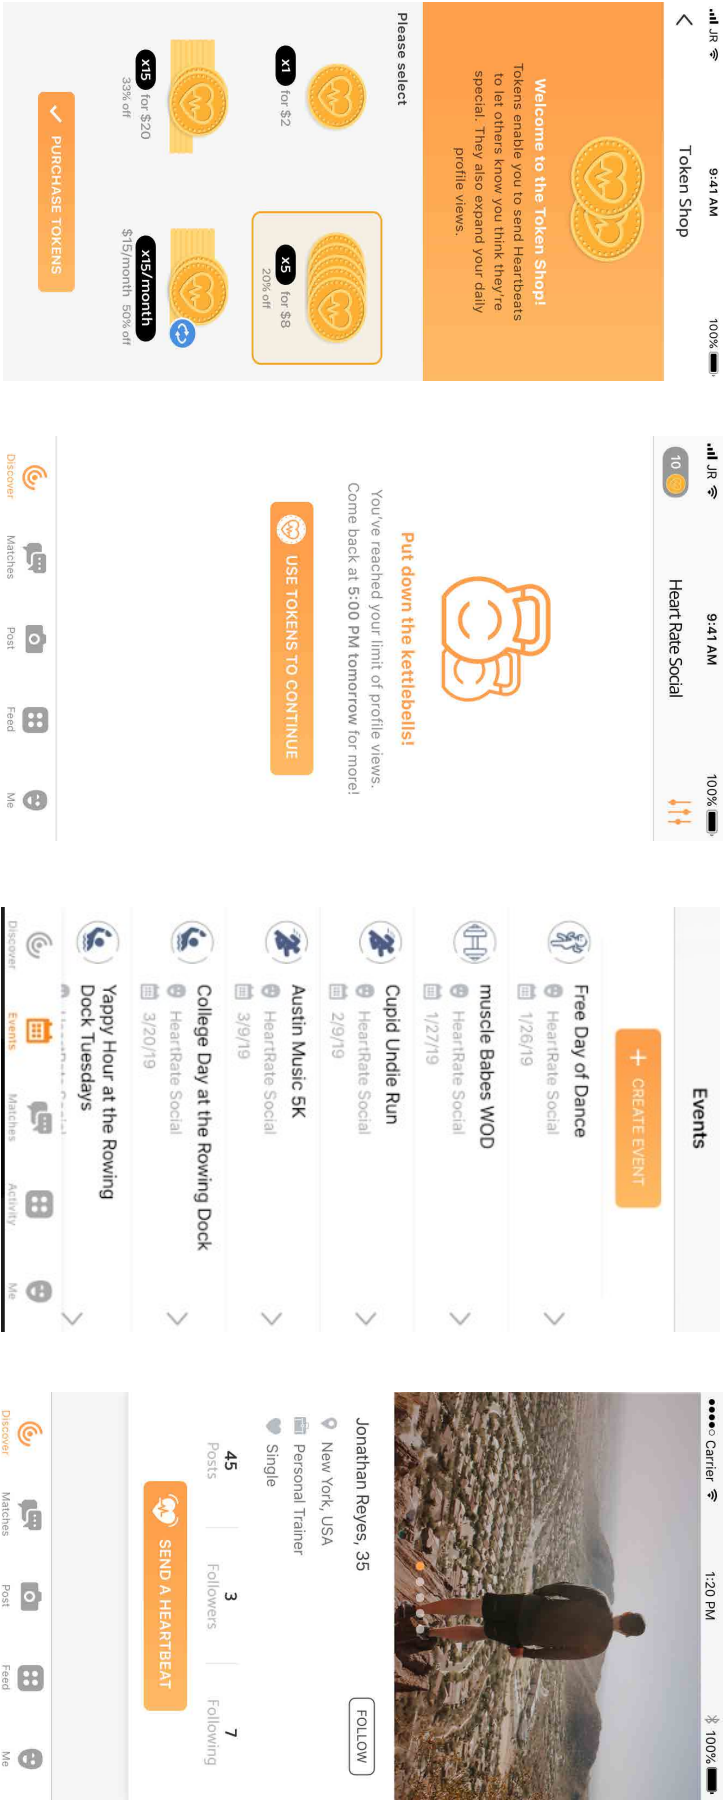 JR
9:41 AM
100%
Token Shop
Welcome to the Token Shop!
Tokens enable you to send Heartbeats
to let others know you think they're
special. They also expand your daily
profile views.
Please select
x1 for $2
x5 for $8
20% off
x15 for $20
33% off
x15/month
$15/month 50% off
PURCHASE TOKENS
JR
9:41 AM
100%
10
Heart Rate Social
Put down the kettlebells!
You've reached your limit of profile views.
Come back at 5:00 PM tomorrow for more!
USE TOKENS TO CONTINUE
Discover
Matches
Post
Feed
Me
Events
+ CREATE EVENT
Free Day of Dance
HeartRate Social
1/26/19
muscle Babes WOD
HeartRate Social
1/27/19
Cupid Undie Run
HeartRate Social
2/9/19
Austin Music 5K
HeartRate Social
3/9/19
College Day at the Rowing Dock
HeartRate Social
3/20/19
Yappy Hour at the Rowing
Dock Tuesdays
Discover
Events
Matches
Activity
Me
Carrier
1:20 PM
100%
Jonathan Reyes, 35
FOLLOW
New York, USA
Personal Trainer
Single
45
Posts
3
Followers
7
Following
SEND A HEARTBEAT
Discover
Matches
Post
Feed
Me